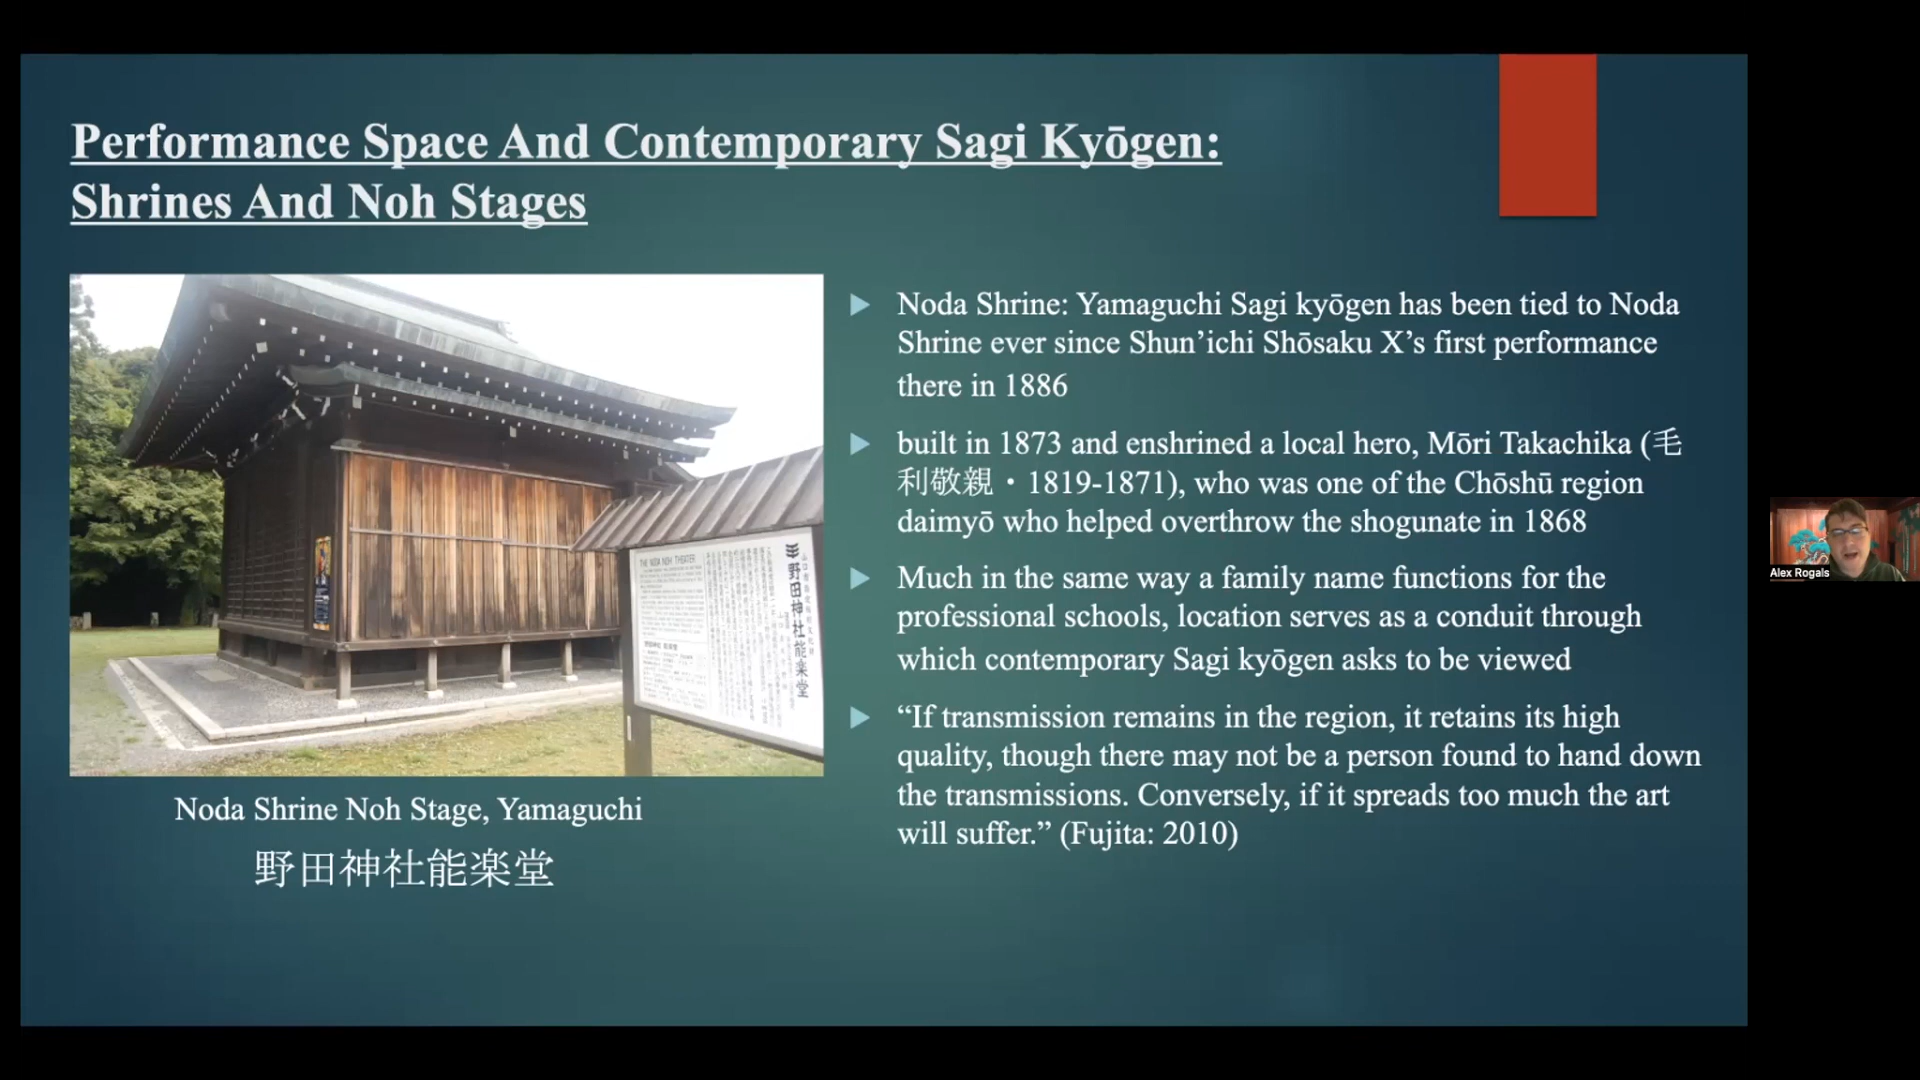 Performance Space And Contemporary Sagi Kyōgen:
Shrines And Noh Stages
THE NODA NOH THEATER
野田神社能楽堂
Noda Shrine Noh Stage, Yamaguchi
野田神社能楽堂
Noda Shrine: Yamaguchi Sagi kyōgen has been tied to Noda
Shrine ever since Shun’ichi Shōsaku X’s first performance
there in 1886
built in 1873 and enshrined a local hero, Mōri Takachika (毛
利敬親・1819-1871), who was one of the Chōshū region
daimyō who helped overthrow the shogunate in 1868
Much in the same way a family name functions for the
professional schools, location serves as a conduit through
which contemporary Sagi kyōgen asks to be viewed
“If transmission remains in the region, it retains its high
quality, though there may not be a person found to hand down
the transmissions. Conversely, if it spreads too much the art
will suffer.” (Fujita: 2010)
Alex Rogals